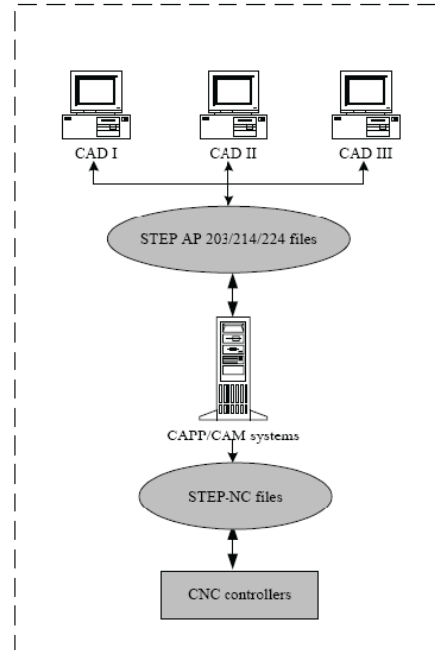 CAD I CAD II CAD III
STEP AP 203/214/224 files
CAPP/CAM systems
STEP-NC files
CNC controllers